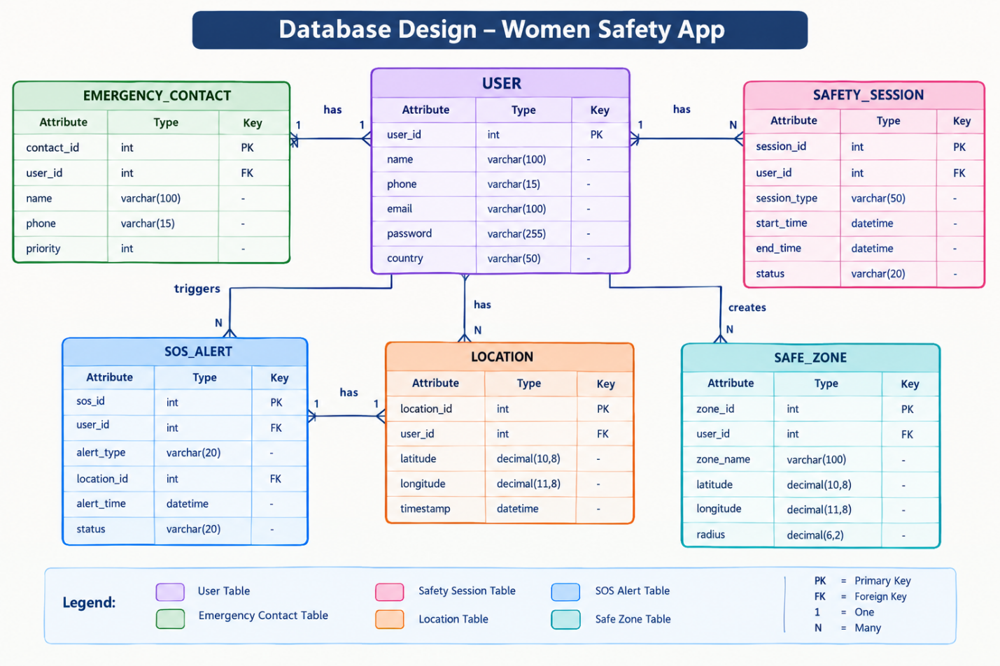 Database Design – Women Safety App
EMERGENCY_CONTACT
Attribute Type Key
contact_id int PK
user_id int FK
name varchar(100) -
phone varchar(15) -
priority int -
has
1 1
N
USER
Attribute Type Key
user_id int PK
name varchar(100) -
phone varchar(15) -
email varchar(100) -
password varchar(255) -
country varchar(50) -
has
1 N
SAFETY_SESSION
Attribute Type Key
session_id int PK
user_id int FK
session_type varchar(50) -
start_time datetime -
end_time datetime -
status varchar(20) -
triggers
N
has
N
creates
N
SOS_ALERT
Attribute Type Key
sos_id int PK
user_id int FK
alert_type varchar(20) -
location_id int FK
alert_time datetime -
status varchar(20) -
has
1 1
LOCATION
Attribute Type Key
location_id int PK
user_id int FK
latitude decimal(10,8) -
longitude decimal(11,8) -
timestamp datetime -
SAFE_ZONE
Attribute Type Key
zone_id int PK
user_id int FK
zone_name varchar(100) -
latitude decimal(10,8) -
longitude decimal(11,8) -
radius decimal(6,2) -
Legend:
User Table Safety Session Table SOS Alert Table
Emergency Contact Table Location Table Safe Zone Table
PK = Primary Key
FK = Foreign Key
1 = One
N = Many